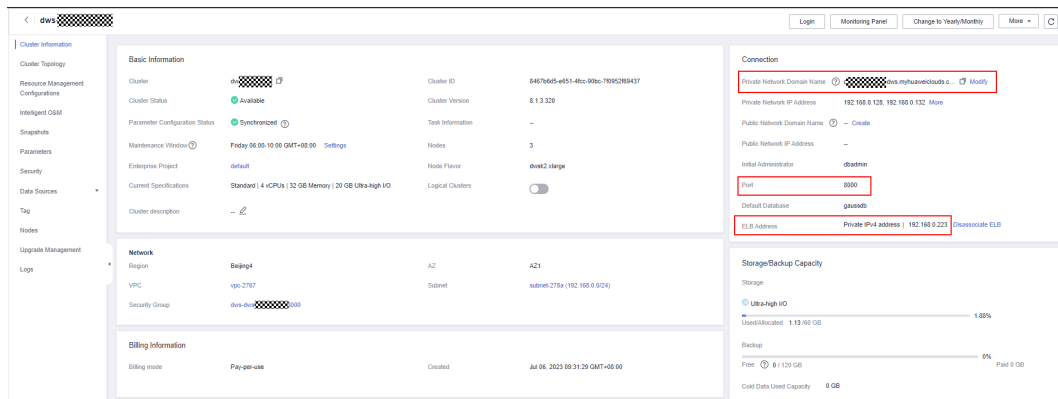 dws
Login
Monitoring Panel
Change to Yearly/Monthly
More
Cluster Information
Cluster Topology
Resource Management
Configurations
Intelligent O&M
Snapshots
Parameters
Security
Data Sources
Tag
Nodes
Upgrade Management
Logs
Basic Information
Cluster
Cluster ID 8467b6d5-e651-4fcc-90bc-7f0952f69437
Cluster Status Available
Cluster Version 8.1.3.320
Parameter Configuration Status Synchronized
Task Information --
Maintenance Window Friday 06:00-10:00 GMT+08:00 Settings
Nodes 3
Enterprise Project default
Node Flavor dwsk2.xlarge
Current Specifications Standard | 4 vCPUs | 32 GB Memory | 20 GB Ultra-high I/O
Logical Clusters
Cluster description --
Network
Region Beijing4
AZ AZ1
VPC vpc-2767
Subnet subnet-278a (192.168.0.0/24)
Security Group dws-dws 8000
Billing Information
Billing mode Pay-per-use
Created Jul 06, 2023 09:31:29 GMT+08:00
Connection
Private Network Domain Name dws.myhuaweiclouds.c... Modify
Private Network IP Address 192.168.0.128, 192.168.0.132 More
Public Network Domain Name -- Create
Public Network IP Address --
Initial Administrator dbadmin
Port 8000
Default Database gaussdb
ELB Address Private IPv4 address | 192.168.0.223 Disassociate ELB
Storage/Backup Capacity
Storage
Ultra-high I/O
1.88%
Used/Allocated 1.13 /60 GB
Backup
0%
Free 0 / 120 GB Paid 0 GB
Cold Data Used Capacity 0 GB